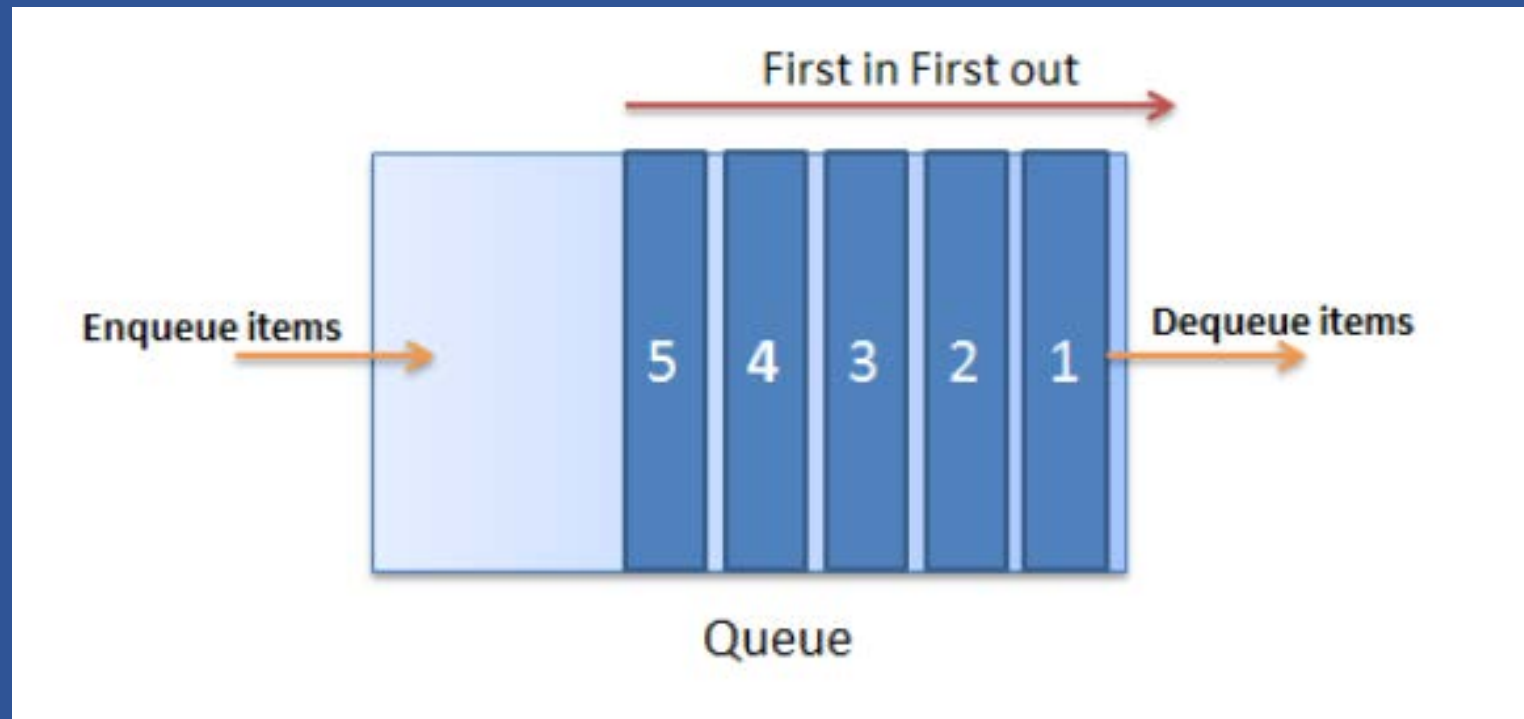 First in First out
Enqueue items
5 4 3 2 1
Dequeue items
Queue